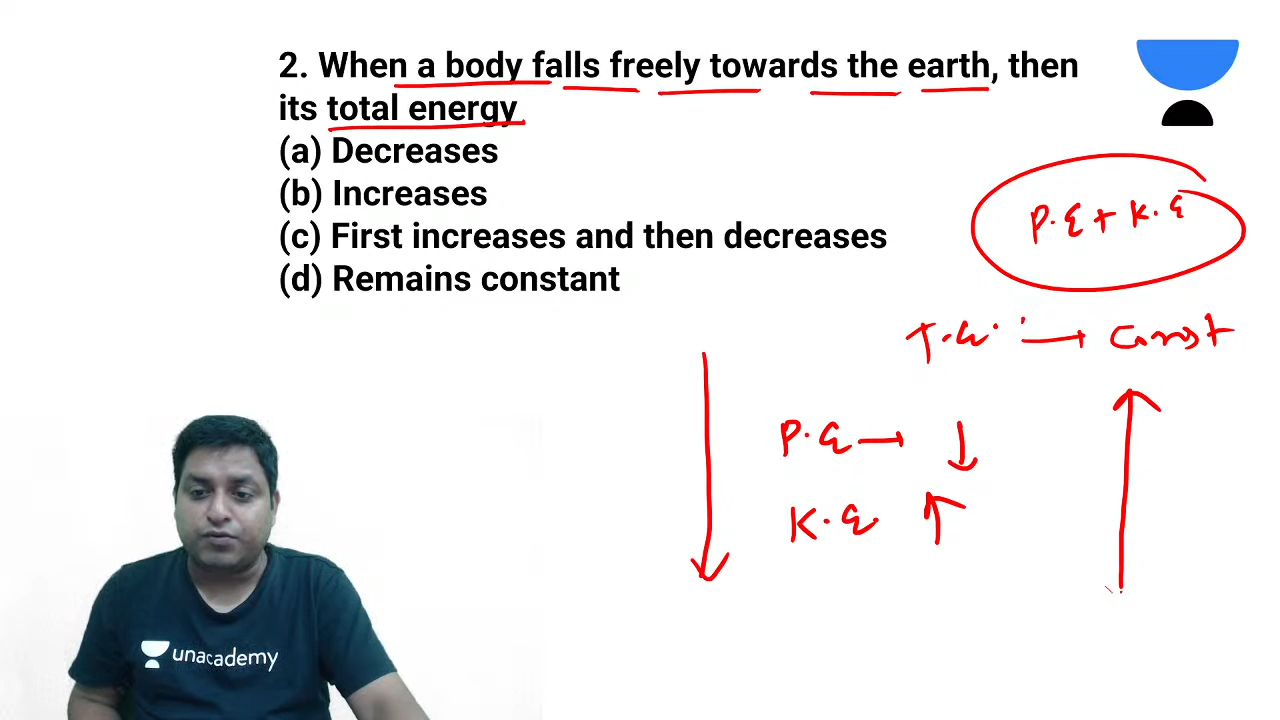 2. When a body falls freely towards the earth, then
its total energy
(a) Decreases
(b) Increases
(c) First increases and then decreases
(d) Remains constant
P.E + K.E
T.E. → Const
P.E → ↓
K.E. ↑
unacademy